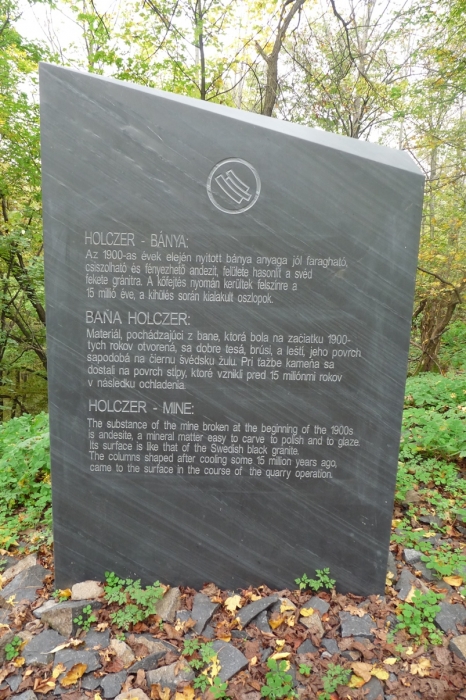 HOLCZER - BÁNYA:
Az 1900-as évek elején nyitott bánya anyaga jól faragható,
csiszolható és fényezhető andezit, felülete hasonlít a svéd
fekete gránitra. A kőfejtés nyomán kerültek felszínre a
15 millió éve, a kihűlés során kialakult oszlopok.
BAŇA HOLCZER:
Materiál, pochádzajúci z bane, ktorá bola na začiatku 1900-
tych rokov otvorená, sa dobre tesá, brúsi, a leští, jeho povrch
sapodobá na čiernu švédsku žulu. Pri ťažbe kameňa sa
dostali na povrch stĺpy, ktoré vznikli pred 15 miliónmi rokov
v následku ochladenia.
HOLCZER - MINE:
The substance of the mine broken at the beginning of the 1900s
is andesite, a mineral matter easy to carve to polish and to glaze.
Its surface is like that of the Swedish black granite.
The columns shaped after cooling some 15 million years ago,
came to the surface in the course of the quarry operation.